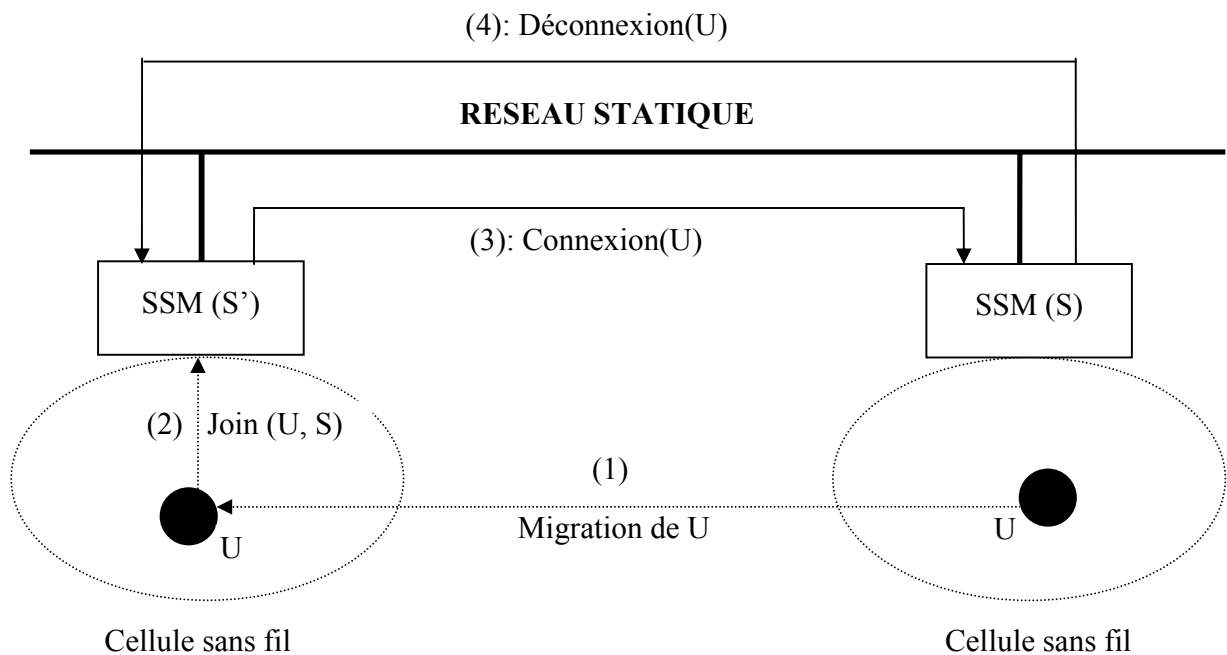 (4): Déconnexion(U)
RESEAU STATIQUE
(3): Connexion(U)
SSM (S’)
SSM (S)
(2) Join (U, S)
(1)
Migration de U
U
U
Cellule sans fil
Cellule sans fil